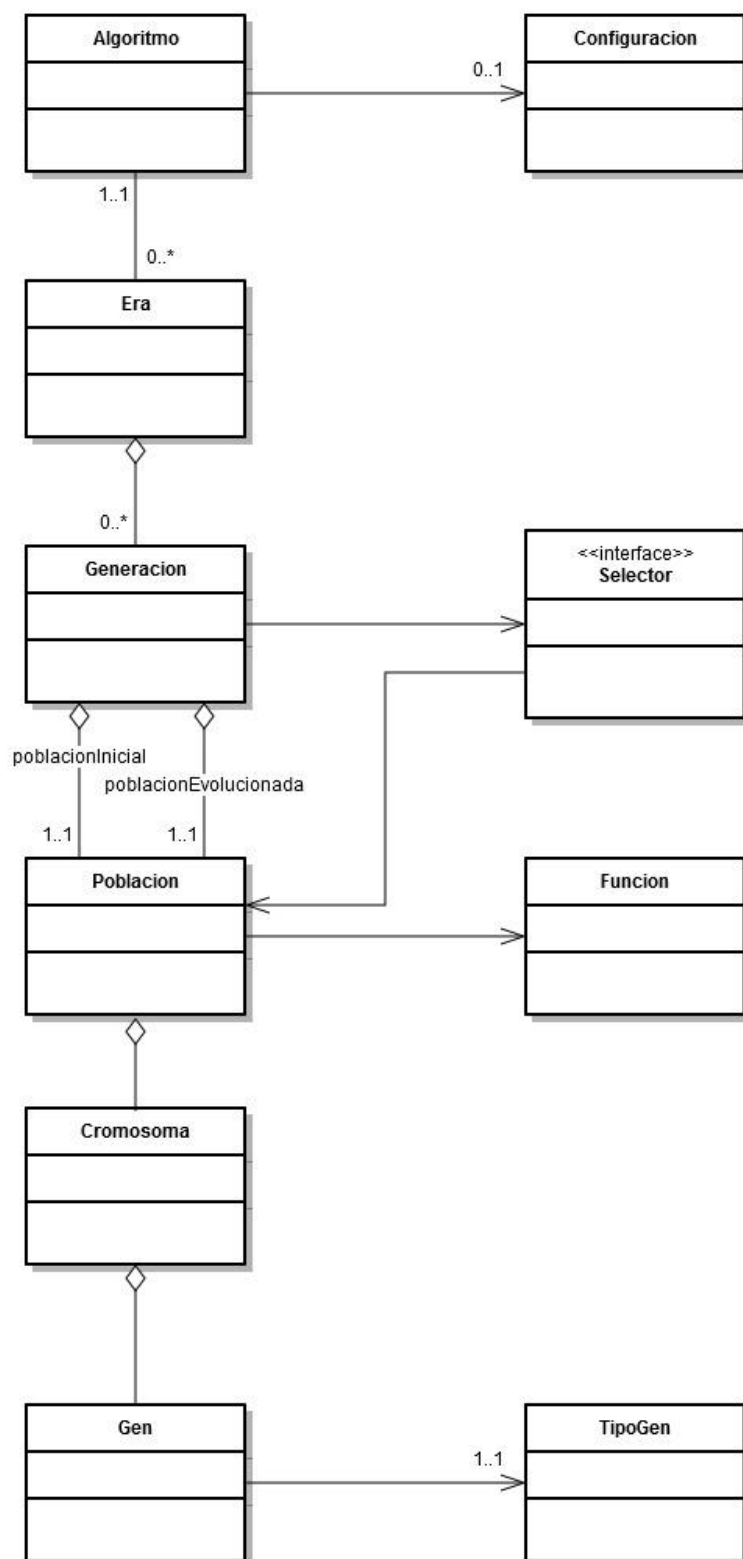 Algoritmo
Configuracion
0..1
1..1
0..*
Era
0..*
Generacion
<<interface>>
Selector
poblacionInicial
poblacionEvolucionada
1..1
1..1
Poblacion
Funcion
Cromosoma
Gen
TipoGen
1..1